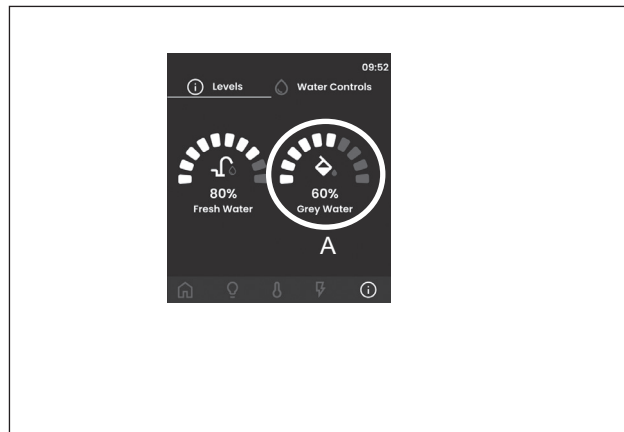 09:52
Levels
Water Controls
80%
60%
Fresh Water
Grey Water
A